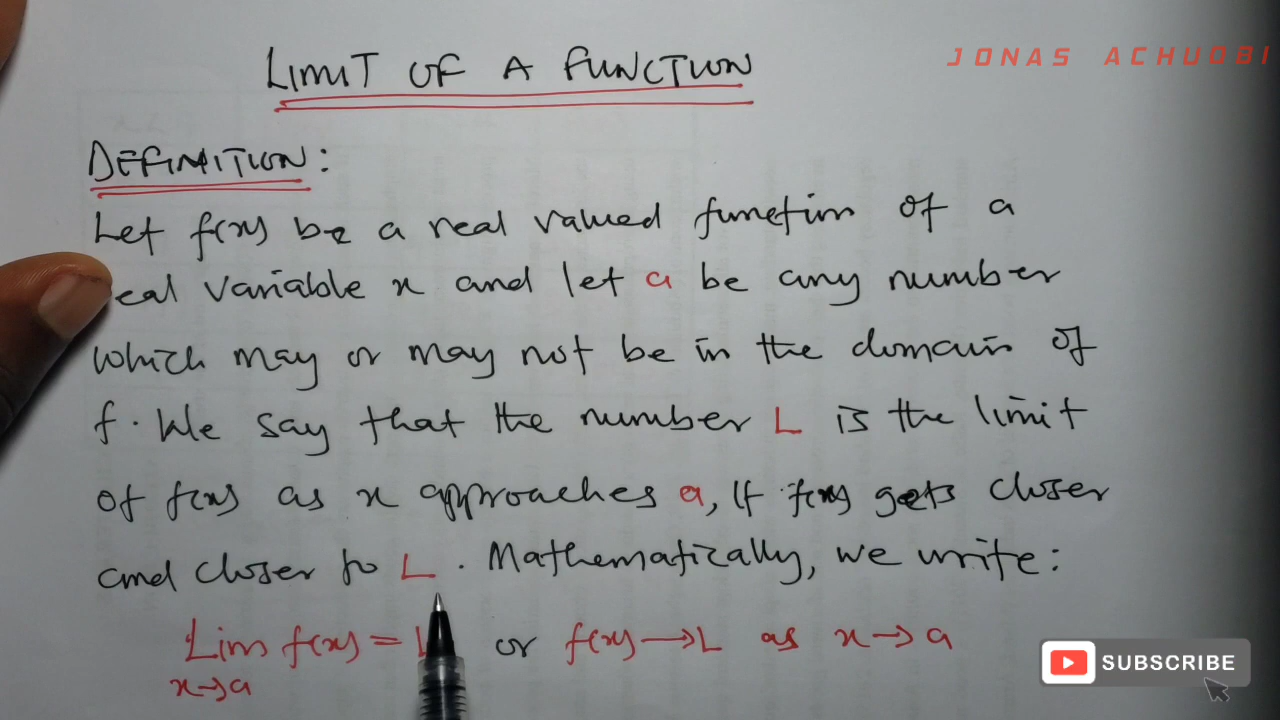 LIMIT OF A FUNCTION
JONAS ACHUOBI
DEFINITION:
Let f(x) be a real valued function of a
eal variable x and let a be any number
which may or may not be in the domain of
f. We say that the number L is the limit
of f(x) as x approaches a, If f(x) gets closer
and closer to L. Mathematically, we write:
Lim f(x) = L or f(x) → L as x → a
x → a
SUBSCRIBE